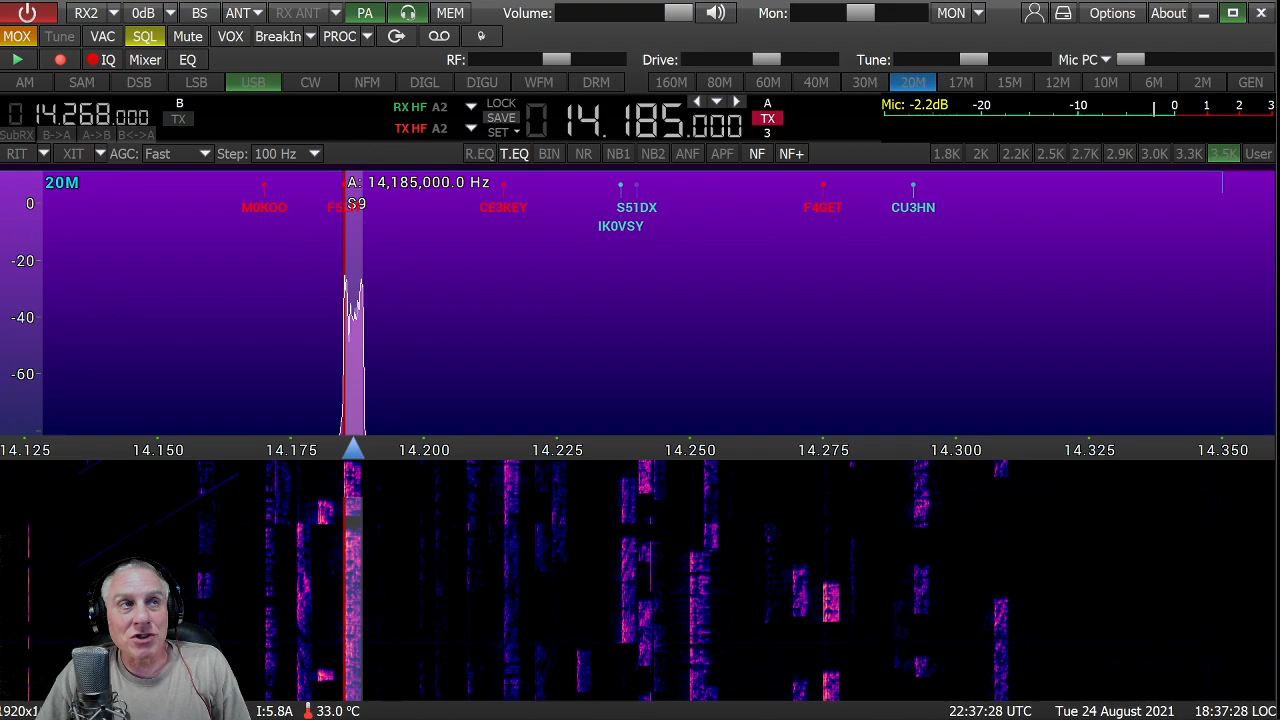 RX2 0dB BS ANT RX ANT PA MEM Volume: Mon: MON Options About
MOX Tune VAC SQL Mute VOX BreakIn PROC
IQ Mixer EQ RF: Drive: Tune: Mic PC
AM SAM DSB LSB USB CW NFM DIGL DIGU WFM DRM 160M 80M 60M 40M 30M 20M 17M 15M 12M 10M 6M 2M GEN
14.268.000 B TX RX HF A2 LOCK 14.185.000 A Mic: -2.2dB -20 -10 0 1 2 3
SubRX B->A A->B B<->A TX HF A2 SAVE SET TX 3
RIT XIT AGC: Fast Step: 100 Hz R.EQ T.EQ BIN NR NB1 NB2 ANF APF NF NF+ 1.8K 2K 2.2K 2.5K 2.7K 2.9K 3.0K 3.3K 3.5K User
20M A: 14,185,000.0 Hz
0 M0KOO S9 CE3KEY S51DX F4GET CU3HN
IK0VSY
-20
-40
-60
14.125 14.150 14.175 14.200 14.225 14.250 14.275 14.300 14.325 14.350
1920x1 I:5.8A 33.0 °C 22:37:28 UTC Tue 24 August 2021 18:37:28 LOC